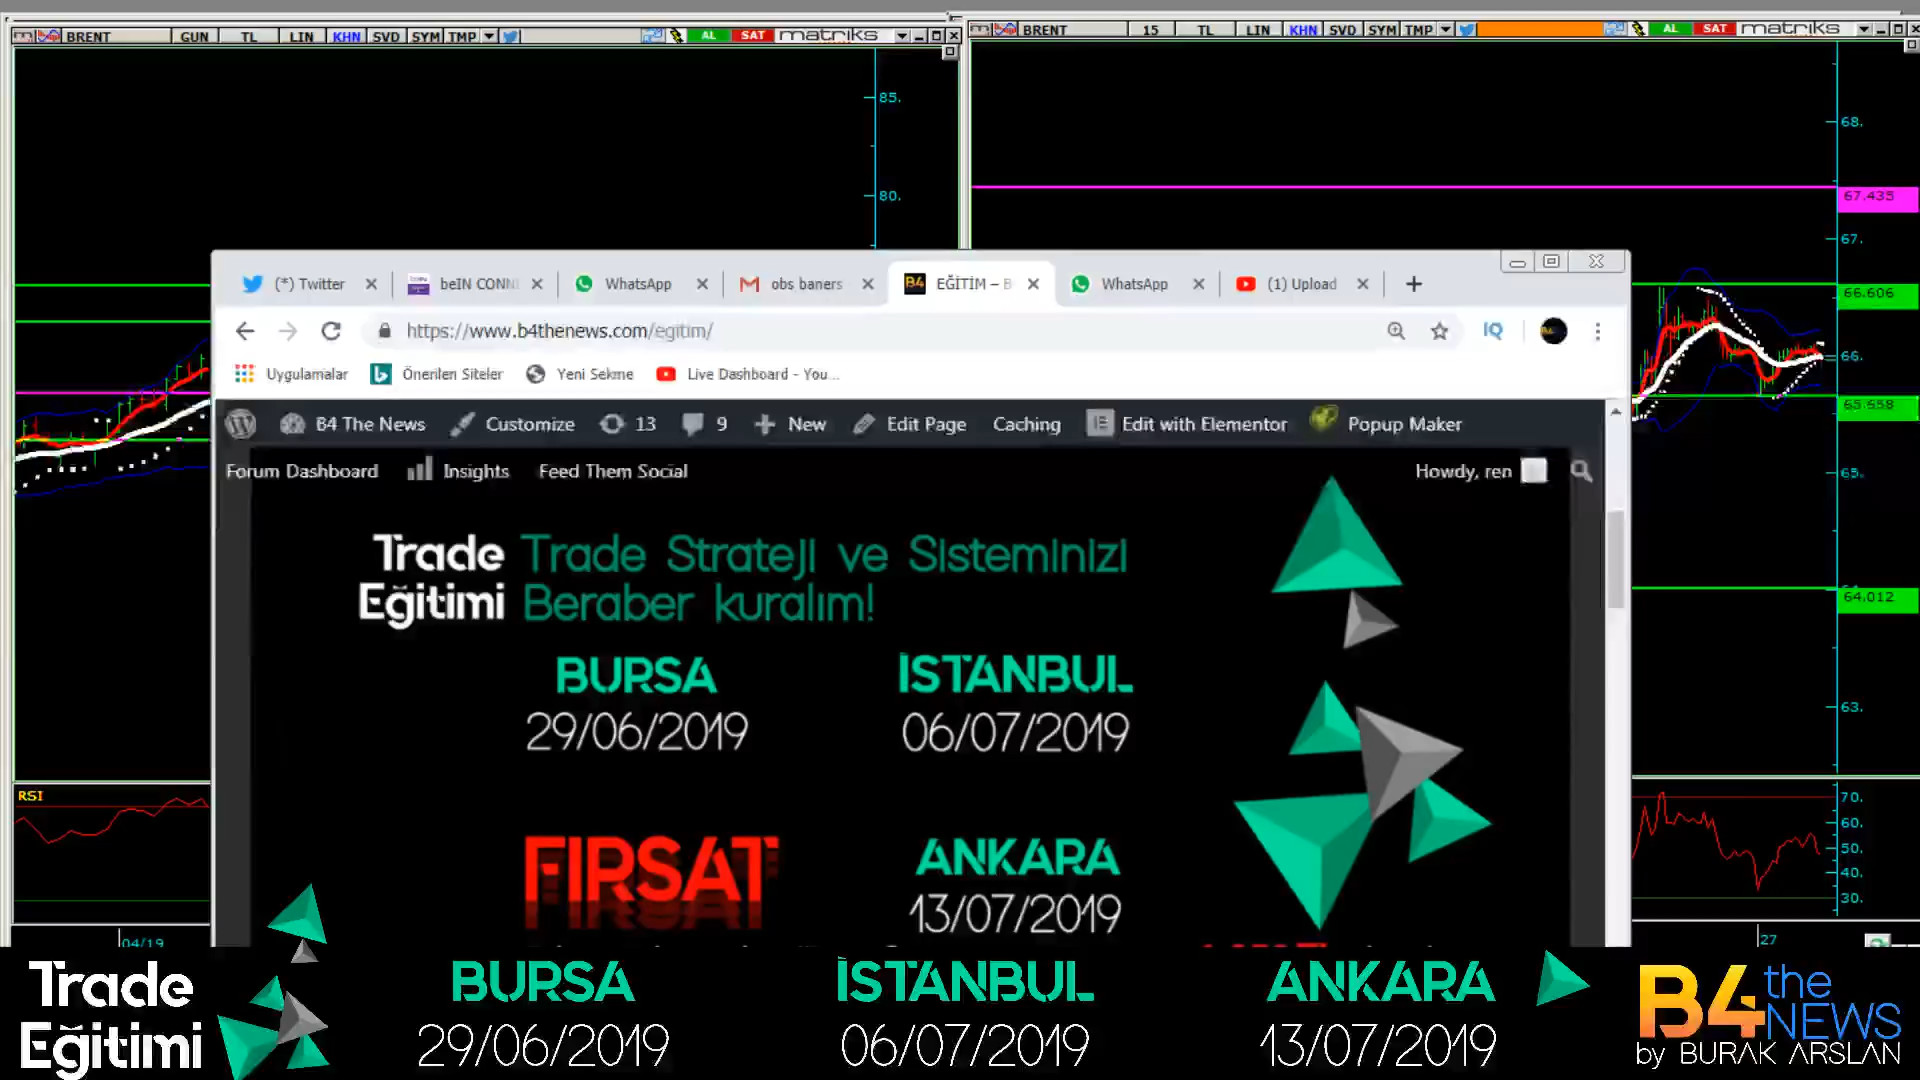 BRENT GUN TL LIN KHN SVD SYM TMP AL SAT matriks
BRENT 15 TL LIN KHN SVD SYM TMP AL SAT matriks
85.
80.
68.
67.435
67.
66.606
66.
65.558
65.
64.012
63.
(*) Twitter
WhatsApp
obs baners
B4 EĞİTİM – B
WhatsApp
(1) Upload
https://www.b4thenews.com/egitim/
IQ
Uygulamalar
Önerilen Siteler
Yeni Sekme
Live Dashboard - You...
B4 The News
Customize
13
9
New
Edit Page
Caching
Edit with Elementor
Popup Maker
Forum Dashboard
Insights
Feed Them Social
Howdy, ren
Trade Eğitimi
Trade Strateji ve Sisteminizi
Beraber kuralım!
BURSA
29/06/2019
İSTANBUL
06/07/2019
FIRSAT
ANKARA
13/07/2019
RSI
04/19
70.
60.
50.
40.
30.
27
Trade
Eğitimi
BURSA
29/06/2019
İSTANBUL
06/07/2019
ANKARA
13/07/2019
B4 the NEWS
by BURAK ARSLAN